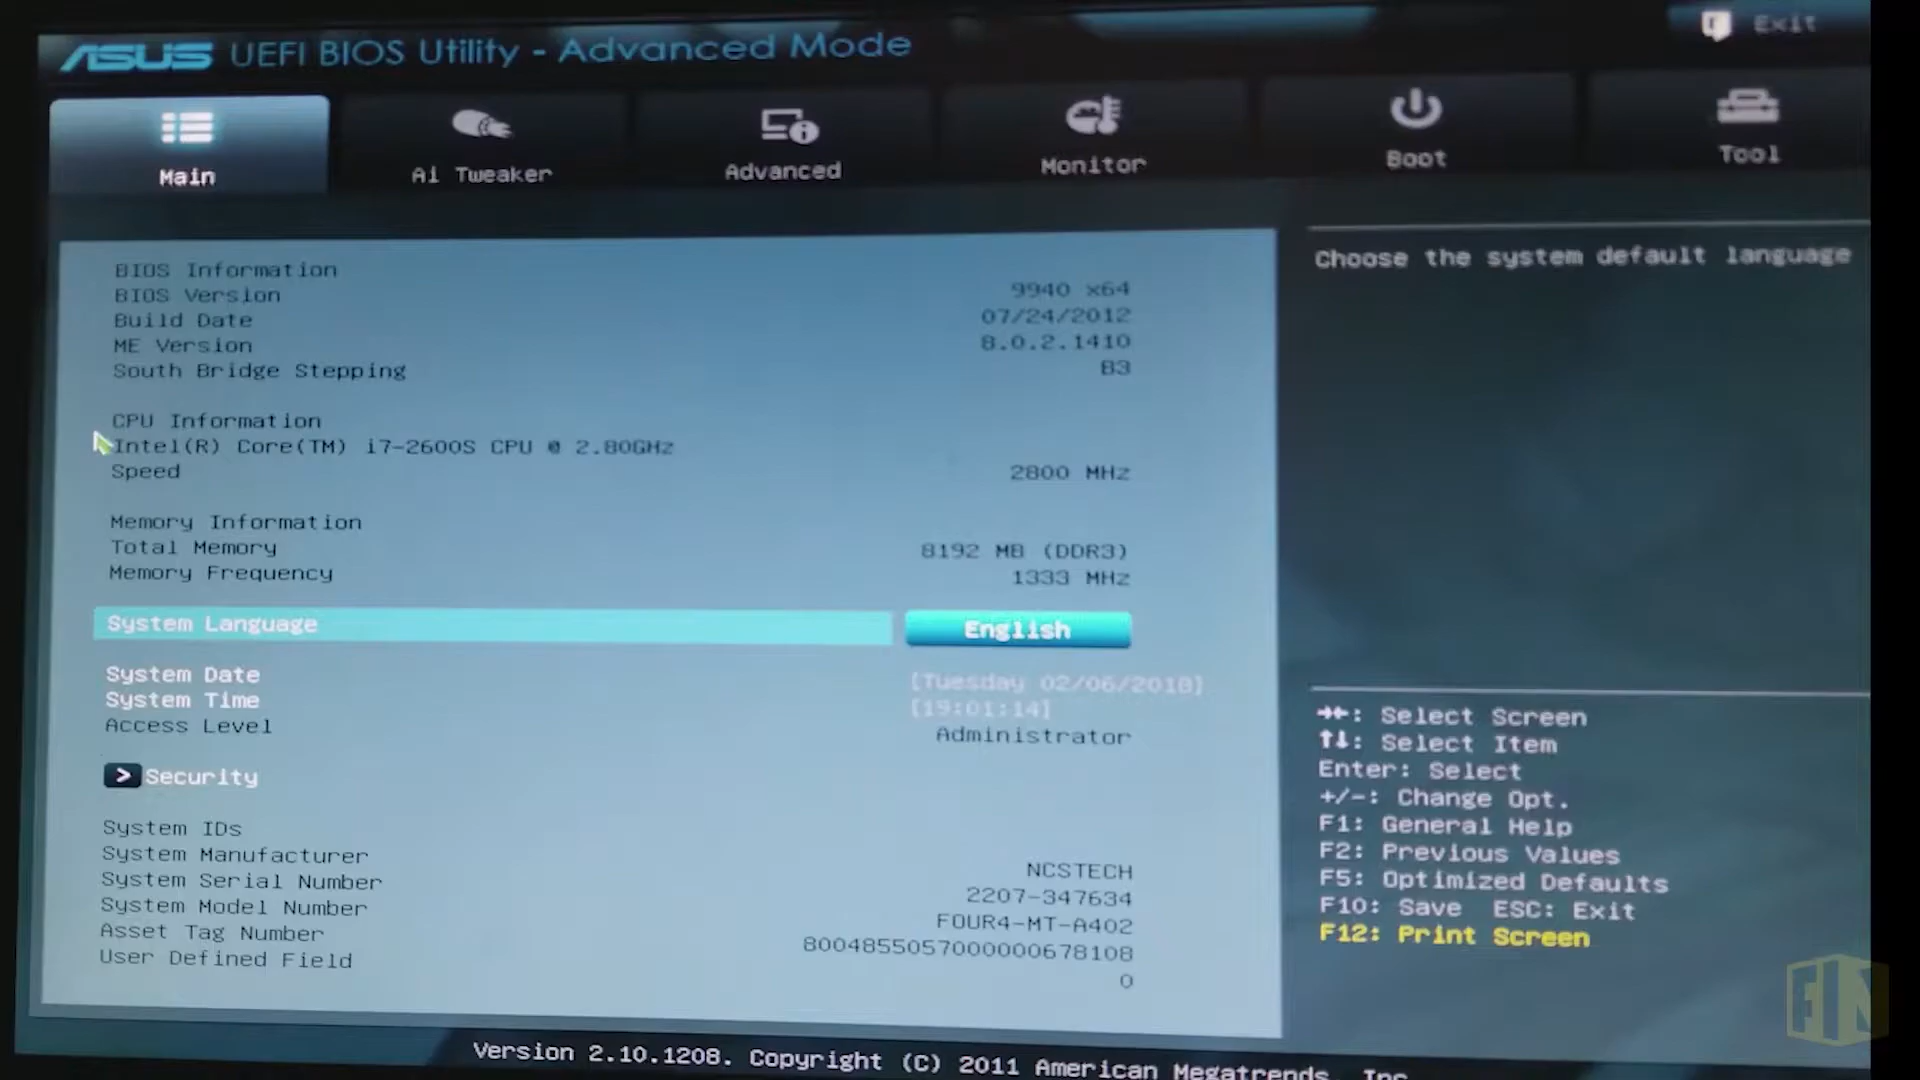 ASUS UEFI BIOS Utility - Advanced Mode
Exit
Main
Ai Tweaker
Advanced
Monitor
Boot
Tool
BIOS Information
BIOS Version 9940 x64
Build Date 07/24/2012
ME Version 8.0.2.1410
South Bridge Stepping B3
CPU Information
Intel(R) Core(TM) i7-2600S CPU @ 2.80GHz
Speed 2800 MHz
Memory Information
Total Memory 8192 MB (DDR3)
Memory Frequency 1333 MHz
System Language English
System Date [Tuesday 02/06/2018]
System Time [19:01:14]
Access Level Administrator
> Security
System IDs
System Manufacturer NCSTECH
System Serial Number 2207-347634
System Model Number FOUR4-MT-A402
Asset Tag Number 8004855057000000678108
User Defined Field 0
Choose the system default language
→←: Select Screen
↑↓: Select Item
Enter: Select
+/-: Change Opt.
F1: General Help
F2: Previous Values
F5: Optimized Defaults
F10: Save ESC: Exit
F12: Print Screen
Version 2.10.1208. Copyright (C) 2011 American Megatrends, Inc.